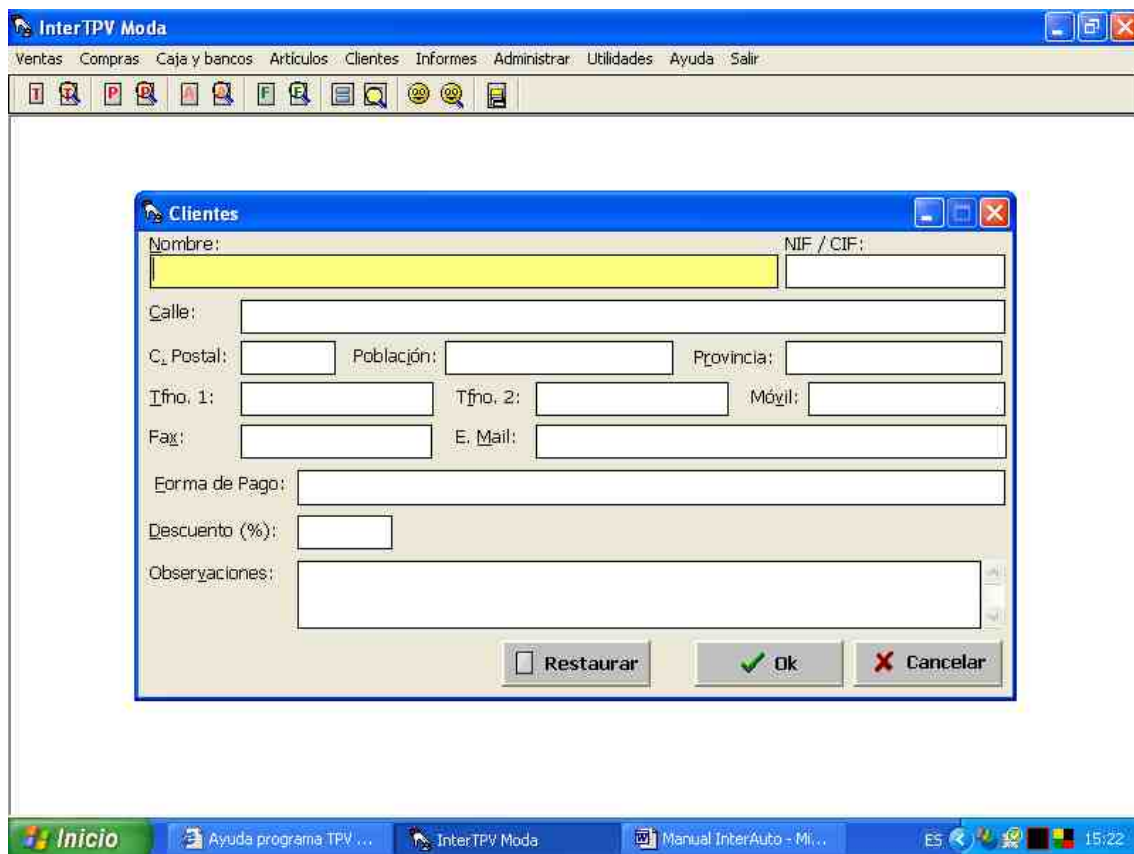 InterTPV Moda
Ventas Compras Caja y bancos Artículos Clientes Informes Administrar Utilidades Ayuda Salir
T T P P A A F F
Clientes
Nombre: NIF / CIF:
Calle:
C. Postal: Población: Provincia:
Tfno. 1: Tfno. 2: Móvil:
Fax: E. Mail:
Forma de Pago:
Descuento (%):
Observaciones:
Restaurar Ok Cancelar
Inicio Ayuda programa TPV ... InterTPV Moda Manual InterAuto - Mi... ES 15:22